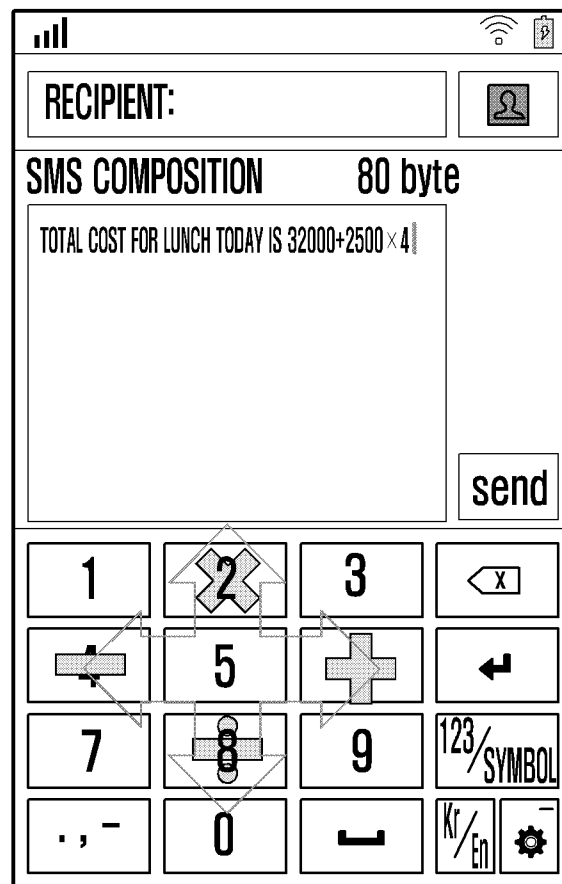 RECIPIENT:
SMS COMPOSITION 80 byte
TOTAL COST FOR LUNCH TODAY IS 32000+2500×4
send
1 2 3 X
4 5
7 8 9 123/SYMBOL
. , - 0 Kr/En